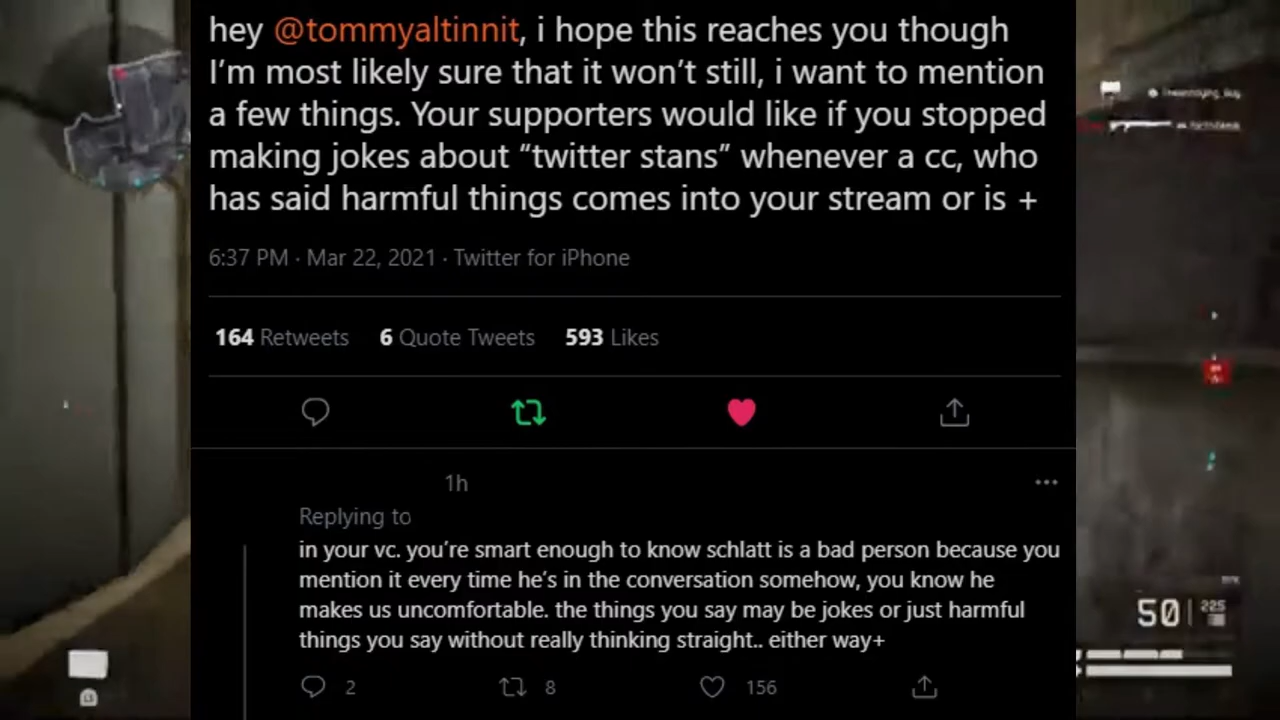 hey @tommyaltinnit, i hope this reaches you though
I’m most likely sure that it won’t still, i want to mention
a few things. Your supporters would like if you stopped
making jokes about “twitter stans” whenever a cc, who
has said harmful things comes into your stream or is +
6:37 PM · Mar 22, 2021 · Twitter for iPhone
164 Retweets 6 Quote Tweets 593 Likes
1h
Replying to
in your vc. you’re smart enough to know schlatt is a bad person because you
mention it every time he’s in the conversation somehow, you know he
makes us uncomfortable. the things you say may be jokes or just harmful
things you say without really thinking straight.. either way+
2 8 156
50 225